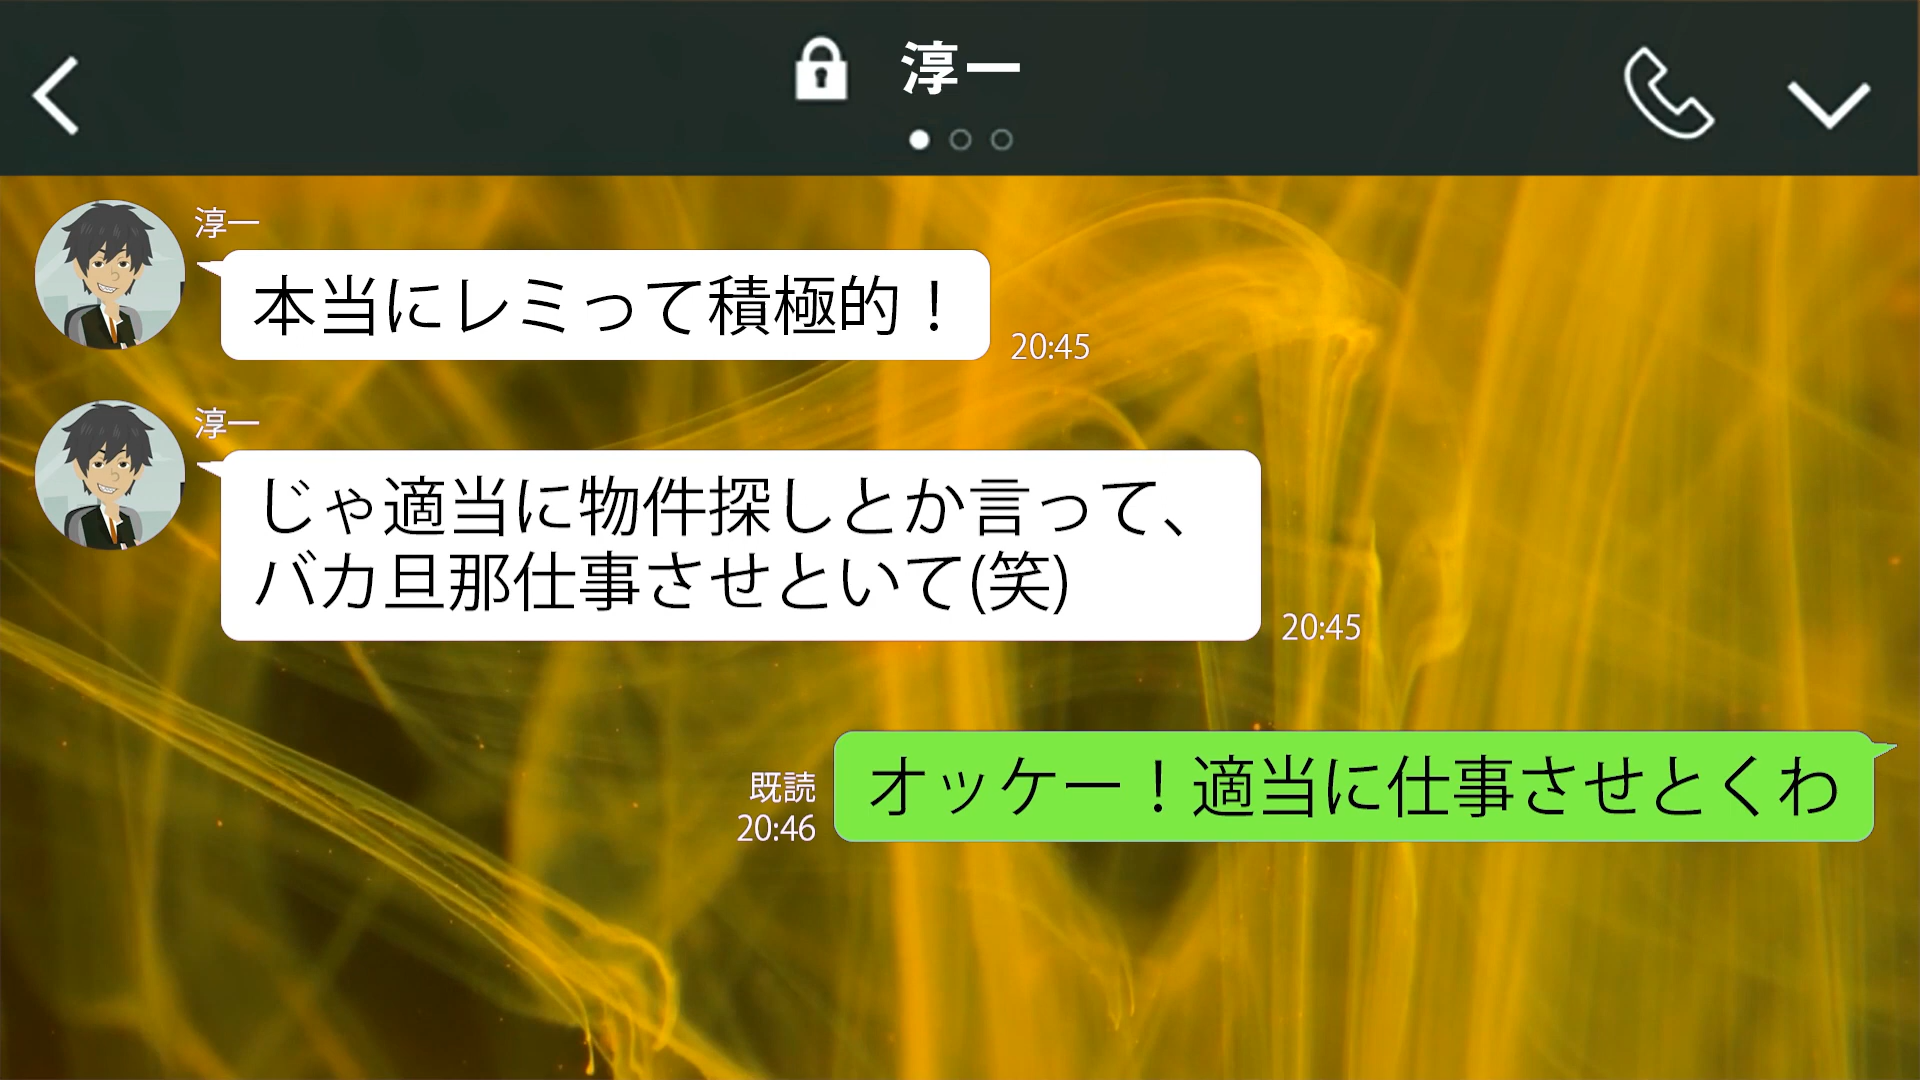 淳一
淳一
本当にレミって積極的！
20:45
淳一
じゃ適当に物件探しとか言って、
バカ旦那仕事させといて(笑)
20:45
オッケー！適当に仕事させとくわ
既読
20:46